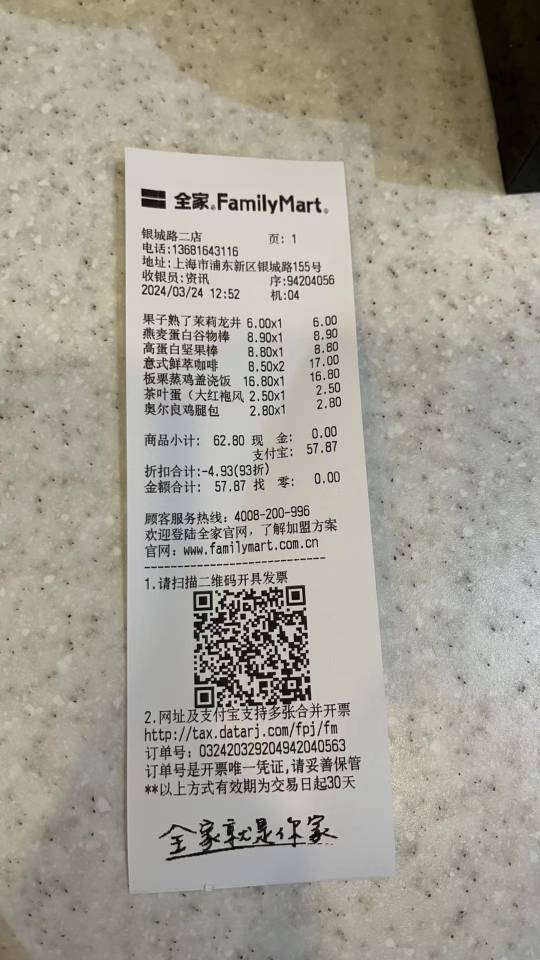 全家®FamilyMart®
银城路二店 页: 1
电话:13681643116
地址:上海市浦东新区银城路155号
收银员:资讯 序:94204056
2024/03/24 12:52 机:04
果子熟了茉莉龙井 6.00x1 6.00
燕麦蛋白谷物棒 8.90x1 8.90
高蛋白坚果棒 8.80x1 8.80
意式鲜萃咖啡 8.50x2 17.00
板栗蒸鸡盖浇饭 16.80x1 16.80
茶叶蛋(大红袍风 2.50x1 2.50
奥尔良鸡腿包 2.80x1 2.80
商品小计: 62.80 现 金: 0.00
支付宝: 57.87
折扣合计:-4.93(93折)
金额合计: 57.87 找 零: 0.00
顾客服务热线: 4008-200-996
欢迎登陆全家官网,了解加盟方案
官网: www.familymart.com.cn
1.请扫描二维码开具发票
2.网址及支付宝支持多张合并开票
http://tax.datarj.com/fpj/fm
订单号: 032420329204942040563
订单号是开票唯一凭证,请妥善保管
**以上方式有效期为交易日起30天
全家就是你家